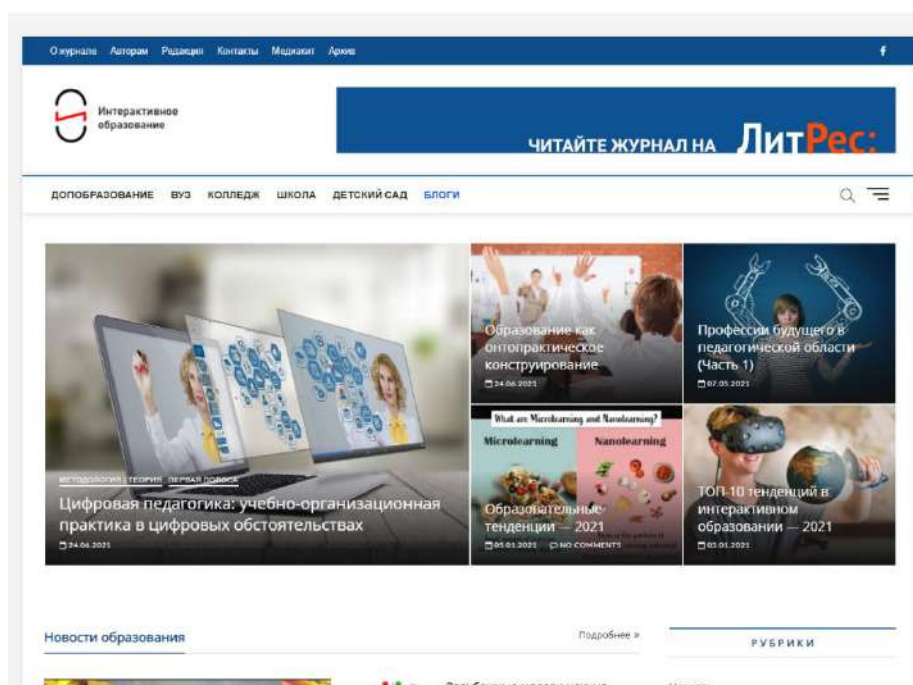 О журнале Авторам Редакция Контакты Медиакит Архив
Интерактивное
образование
ЧИТАЙТЕ ЖУРНАЛ НА ЛитРес:
ДОПОБРАЗОВАНИЕ ВУЗ КОЛЛЕДЖ ШКОЛА ДЕТСКИЙ САД БЛОГИ
МЕТОДОЛОГИЯ ТЕОРИЯ ПЕРВАЯ ПОЛОСА
Цифровая педагогика: учебно-организационная
практика в цифровых обстоятельствах
24.06.2021
Образование как
онтопрактическое
конструирование
24.06.2021
Профессии будущего в
педагогической области
(Часть 1)
07.05.2021
What are Microlearning and Nanolearning?
Microlearning Nanolearning
Образовательные
тенденции — 2021
05.01.2021 NO COMMENTS
ТОП-10 тенденций в
интерактивном
образовании — 2021
03.01.2021
Новости образования
Подробнее »
РУБРИКИ